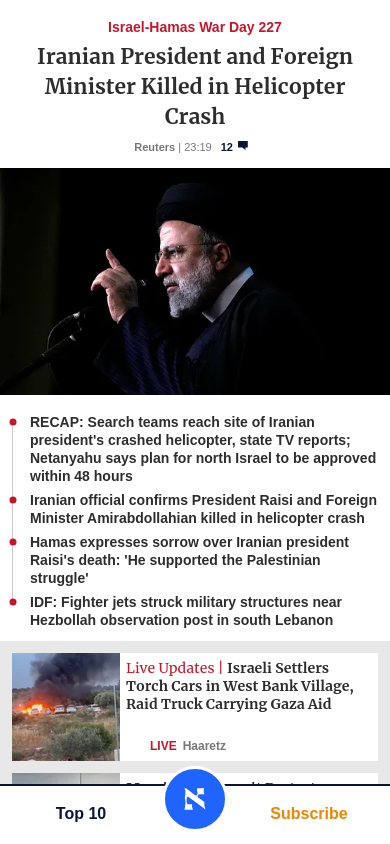 Israel-Hamas War Day 227
Iranian President and Foreign
Minister Killed in Helicopter
Crash
Reuters | 23:19 12
RECAP: Search teams reach site of Iranian
president's crashed helicopter, state TV reports;
Netanyahu says plan for north Israel to be approved
within 48 hours
Iranian official confirms President Raisi and Foreign
Minister Amirabdollahian killed in helicopter crash
Hamas expresses sorrow over Iranian president
Raisi's death: 'He supported the Palestinian
struggle'
IDF: Fighter jets struck military structures near
Hezbollah observation post in south Lebanon
Live Updates | Israeli Settlers
Torch Cars in West Bank Village,
Raid Truck Carrying Gaza Aid
LIVE Haaretz
Top 10
Subscribe